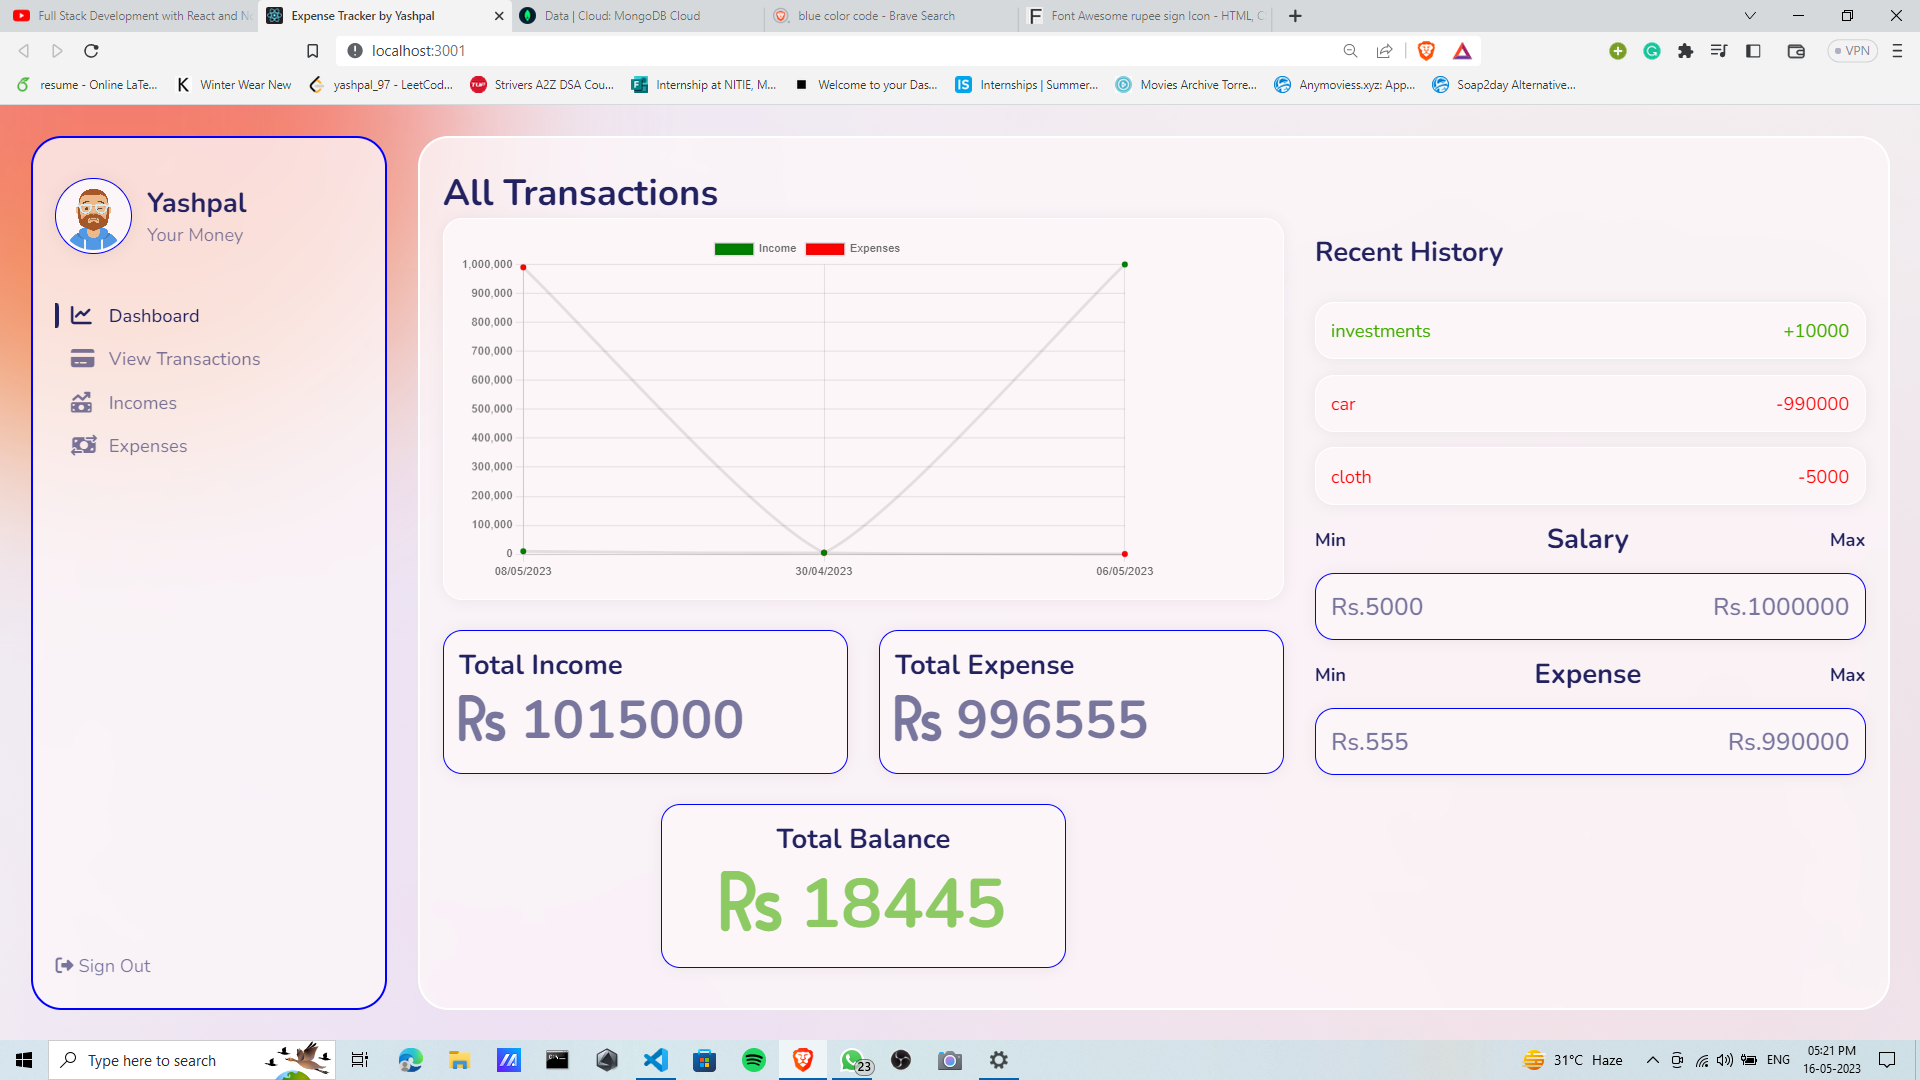 Full Stack Development with React and N
Expense Tracker by Yashpal
Data | Cloud: MongoDB Cloud
blue color code - Brave Search
Font Awesome rupee sign Icon - HTML, C
localhost:3001
VPN
resume - Online LaTe...
Winter Wear New
yashpal_97 - LeetCod...
Strivers A2Z DSA Cou...
Internship at NITIE, M...
Welcome to your Das...
Internships | Summer...
Movies Archive Torre...
Anymoviess.xyz: App...
Soap2day Alternative...
Yashpal
Your Money
Dashboard
View Transactions
Incomes
Expenses
Sign Out
All Transactions
Income
Expenses
1,000,000
900,000
800,000
700,000
600,000
500,000
400,000
300,000
200,000
100,000
0
08/05/2023
30/04/2023
06/05/2023
Total Income
Rs 1015000
Total Expense
Rs 996555
Total Balance
Rs 18445
Recent History
investments
+10000
car
-990000
cloth
-5000
Min
Salary
Max
Rs.5000
Rs.1000000
Min
Expense
Max
Rs.555
Rs.990000
Type here to search
23
31°C Haze
ENG
05:21 PM
16-05-2023